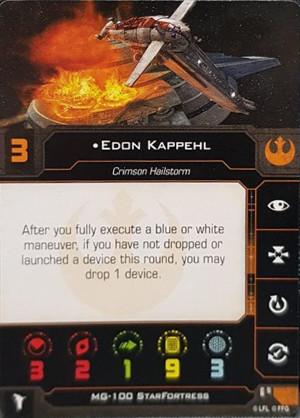 3
•Edon Kappehl
Crimson Hailstorm
After you fully execute a blue or white
maneuver, if you have not dropped or
launched a device this round, you may
drop 1 device.
3 2 1 9 3
MG-100 StarFortress